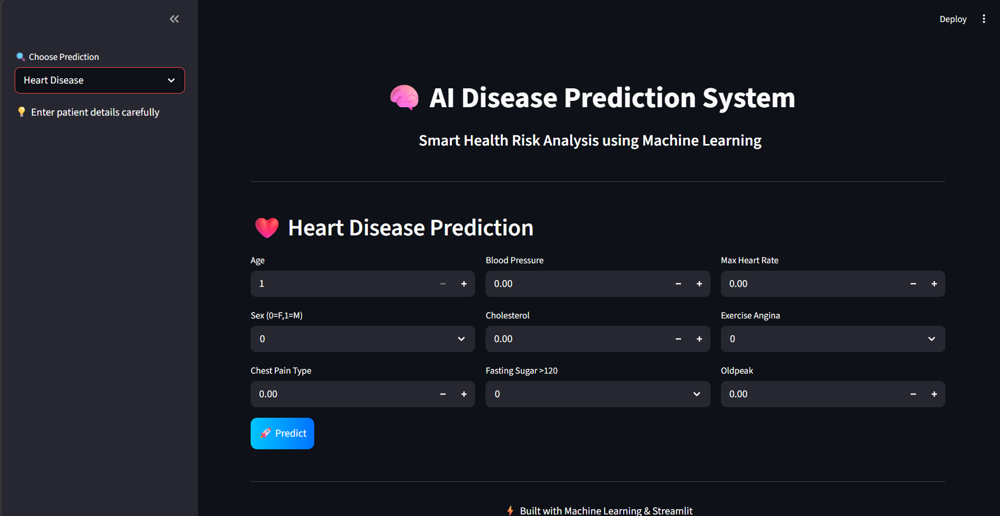 Deploy
Choose Prediction
Heart Disease
Enter patient details carefully
AI Disease Prediction System
Smart Health Risk Analysis using Machine Learning
Heart Disease Prediction
Age Blood Pressure Max Heart Rate
1 0.00 0.00
Sex (0=F,1=M) Cholesterol Exercise Angina
0 0.00 0
Chest Pain Type Fasting Sugar >120 Oldpeak
0.00 0 0.00
Predict
Built with Machine Learning & Streamlit